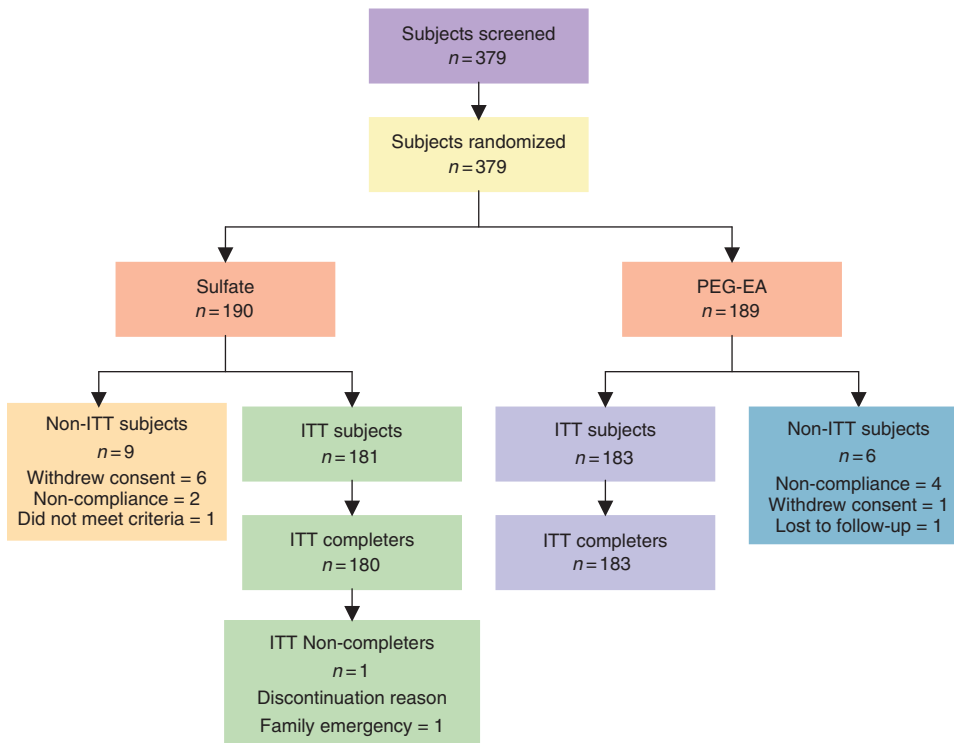 Subjects screened
n = 379
Subjects randomized
n = 379
Sulfate
n = 190
PEG-EA
n = 189
Non-ITT subjects
n = 9
Withdrew consent = 6
Non-compliance = 2
Did not meet criteria = 1
ITT subjects
n = 181
ITT subjects
n = 183
Non-ITT subjects
n = 6
Non-compliance = 4
Withdrew consent = 1
Lost to follow-up = 1
ITT completers
n = 180
ITT completers
n = 183
ITT Non-completers
n = 1
Discontinuation reason
Family emergency = 1